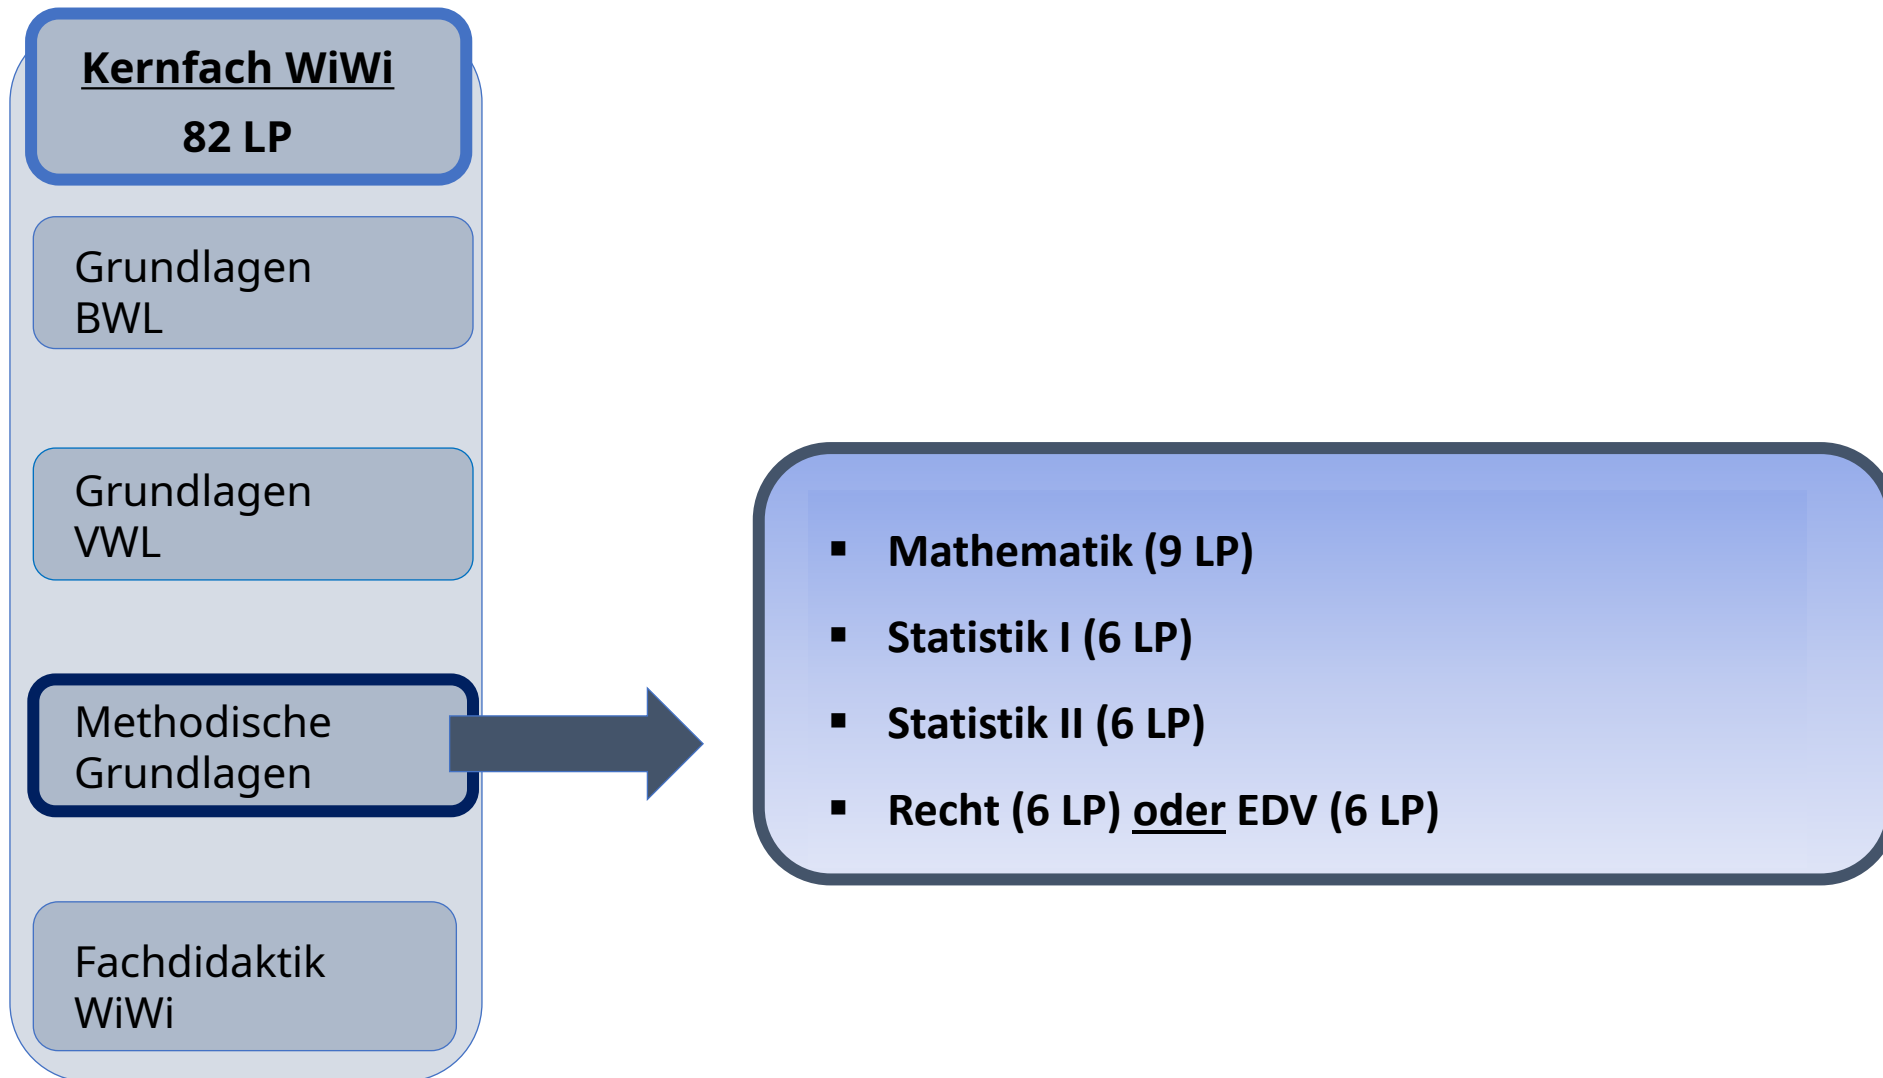 Kernfach WiWi
82 LP
Grundlagen
BWL
Grundlagen
VWL
Methodische
Grundlagen
Fachdidaktik
WiWi
▪ Mathematik (9 LP)
▪ Statistik I (6 LP)
▪ Statistik II (6 LP)
▪ Recht (6 LP) oder EDV (6 LP)